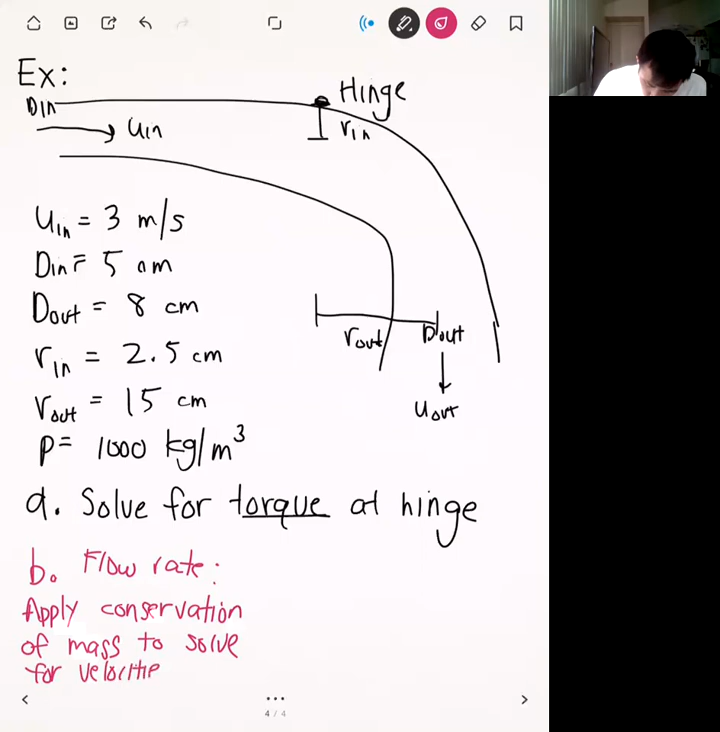 Ex:
Hinge
Din
uin
rin
uin = 3 m/s
Din = 5 cm
Dout = 8 cm
rin = 2.5 cm
rout = 15 cm
rout
Dout
uout
ρ= 1000 kg/m³
a. Solve for torque at hinge
b. Flow rate:
Apply conservation
of mass to solve
for velocitie
4 / 4